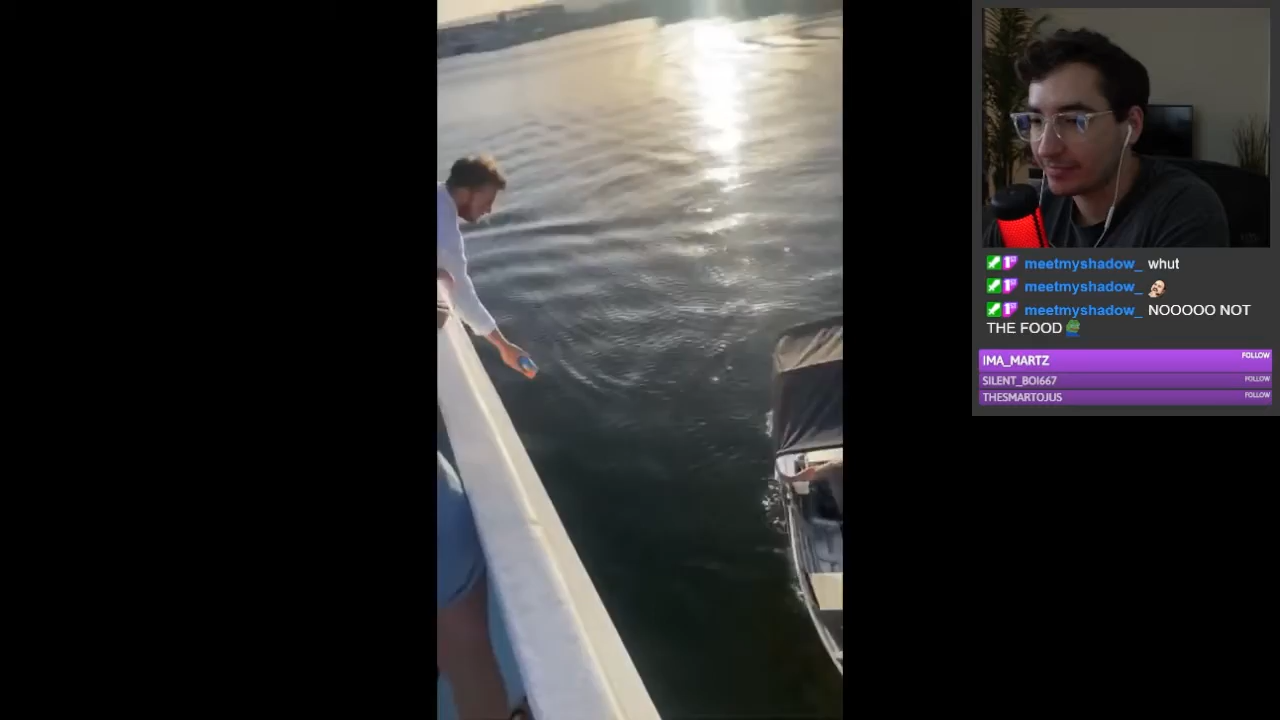 meetmyshadow_ whut
meetmyshadow_
meetmyshadow_ NOOOOO NOT
THE FOOD
IMA_MARTZ FOLLOW
SILENT_BOI667 FOLLOW
THESMARTOJUS FOLLOW